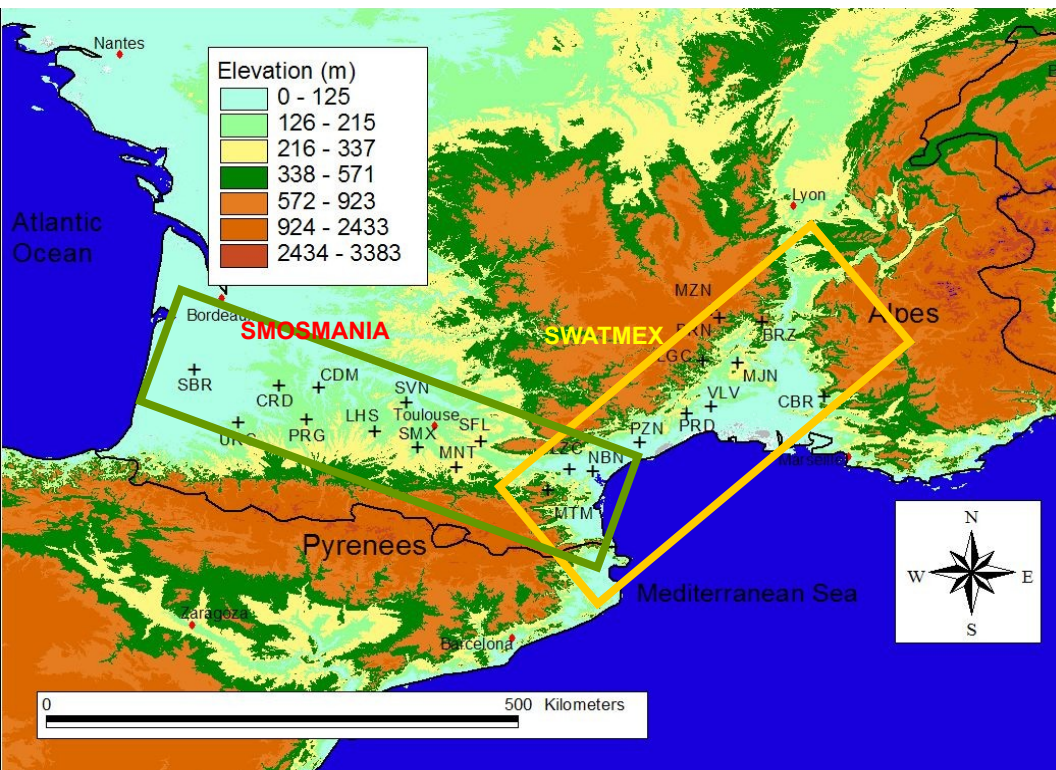 Nantes
Elevation (m)
0 - 125
126 - 215
216 - 337
338 - 571
572 - 923
924 - 2433
2434 - 3383
Atlantic
Ocean
Lyon
MZN
Alpes
SMOSMANIA
SWATMEX
BRZ
MJN
SBR
CRD
CDM
SVN
VLV
CBR
LHS
Toulouse
SFL
PRG
SMX
PZN
PRD
MNT
NBN
Marseille
MTM
Pyrenees
Mediterranean Sea
Zaragoza
Barcelona
N
W
E
S
0
500 Kilometers